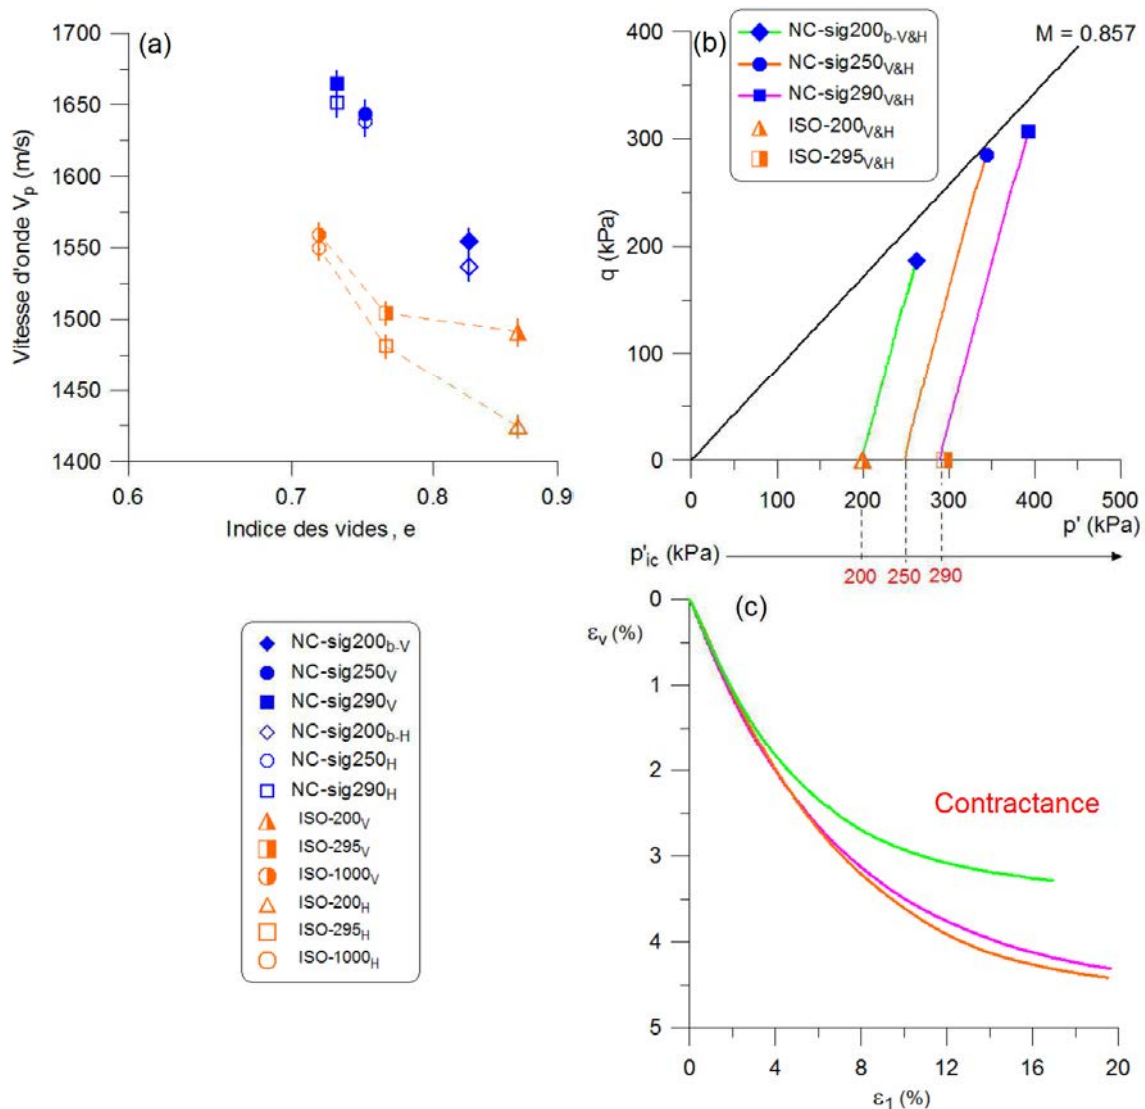 (a)
Vitesse d'onde Vp (m/s)
1700
1650
1600
1550
1500
1450
1400
0.6 0.7 0.8 0.9
Indice des vides, e
(b)
NC-sig200b-V&H
NC-sig250V&H
NC-sig290V&H
ISO-200V&H
ISO-295V&H
M = 0.857
q (kPa)
400
300
200
100
0
0 100 200 300 400 500
p' (kPa)
p'ic (kPa)
200 250 290
NC-sig200b-V
NC-sig250V
NC-sig290V
NC-sig200b-H
NC-sig250H
NC-sig290H
ISO-200V
ISO-295V
ISO-1000V
ISO-200H
ISO-295H
ISO-1000H
(c)
εv (%)
0
1
2
3
4
5
Contractance
0 4 8 12 16 20
ε1 (%)